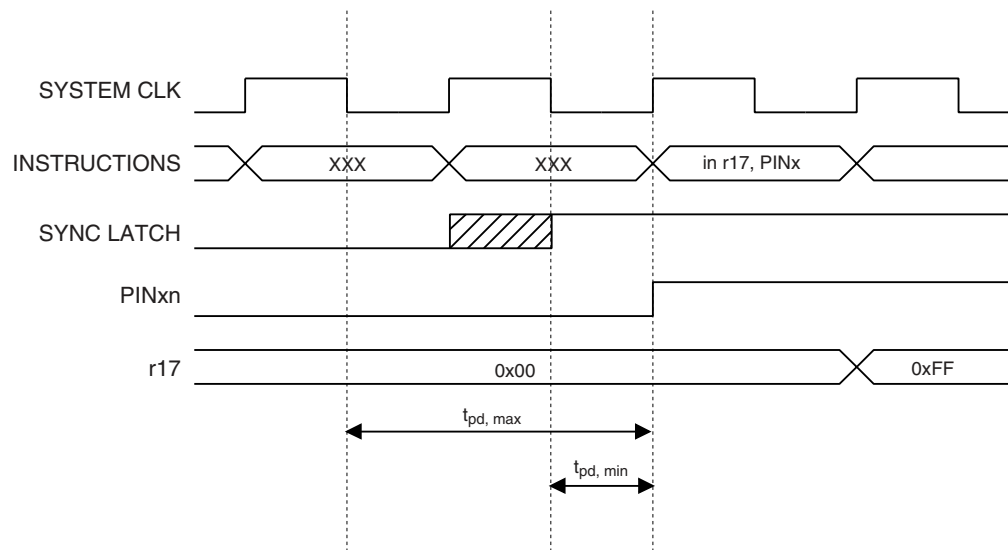 SYSTEM CLK
INSTRUCTIONS XXX XXX in r17, PINx
SYNC LATCH
PINxn
r17 0x00 0xFF
tpd, max
tpd, min